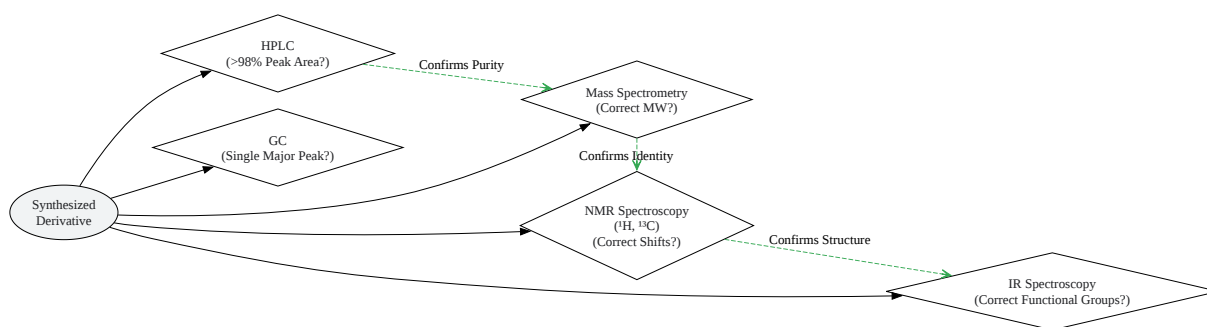 HPLC
(>98% Peak Area?)
Confirms Purity
Mass Spectrometry
(Correct MW?)
GC
(Single Major Peak?)
Confirms Identity
Synthesized
Derivative
NMR Spectroscopy
(¹H, ¹³C)
(Correct Shifts?)
Confirms Structure
IR Spectroscopy
(Correct Functional Groups?)